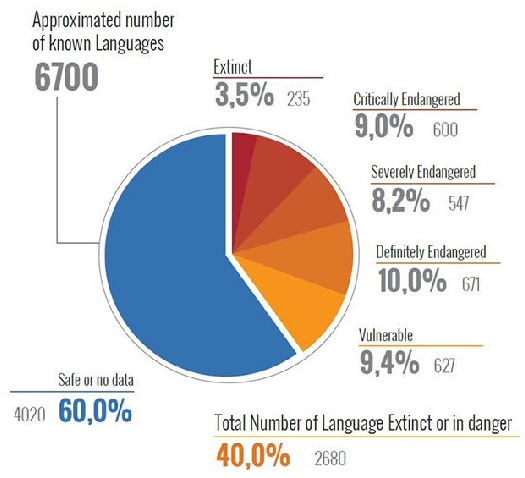 Approximated number
of known Languages
6700
Extinct
3,5% 235
Critically Endangered
9,0% 600
Severely Endangered
8,2% 547
Definitely Endangered
10,0% 671
Vulnerable
9,4% 627
Safe or no data
4020 60,0%
Total Number of Language Extinct or in danger
40,0% 2680